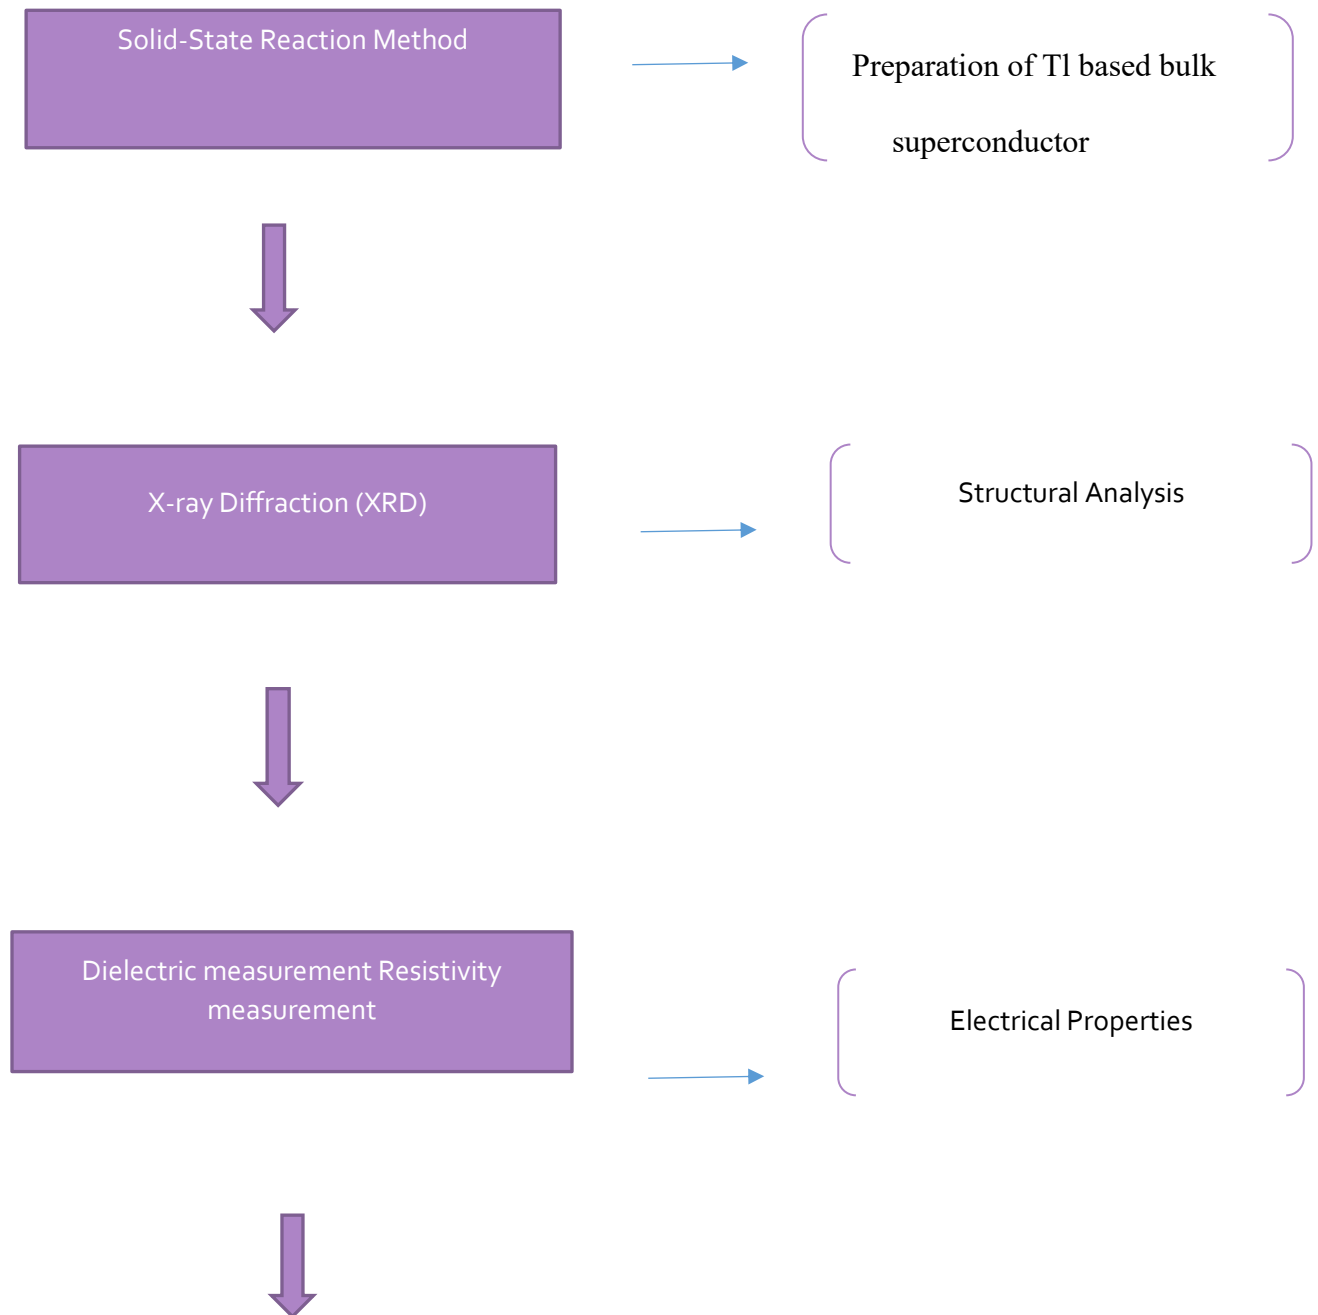 Solid-State Reaction Method
Preparation of Tl based bulk
superconductor
X-ray Diffraction (XRD)
Structural Analysis
Dielectric measurement Resistivity
measurement
Electrical Properties